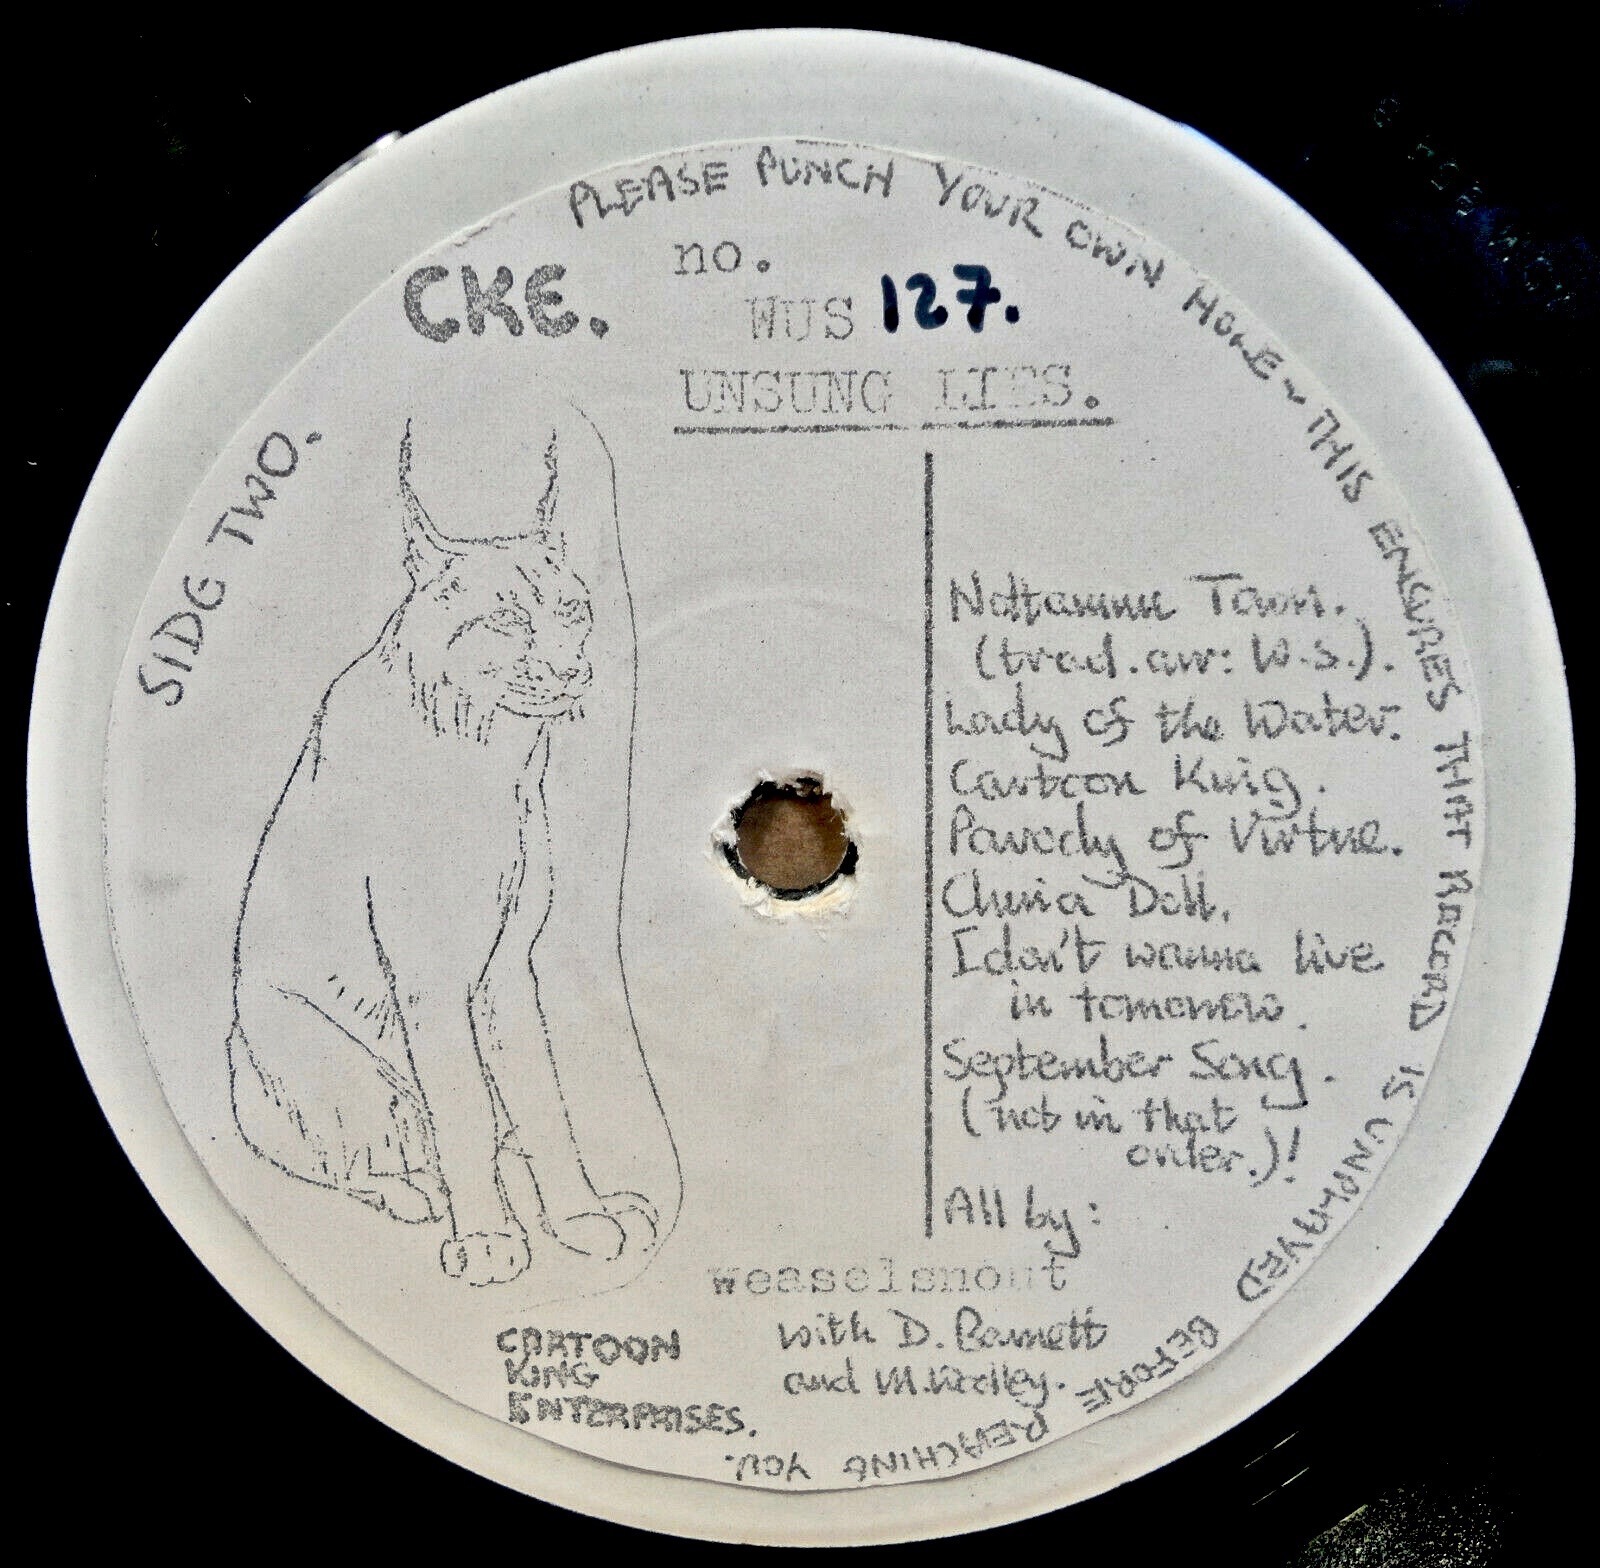 PLEASE PUNCH YOUR OWN HOLE ~ THIS ENSURES THAT RECORD IS UNPLAYED BEFORE REACHING YOU.
CKE.
no.
WUS 127.
UNSUNG LIES.
SIDE TWO.
Nottamun Town.
(trad. arr: W.S.).
Lady of the Water.
Cartoon King.
Parody of Virtue.
China Doll.
I don't wanna live
in tomorrow.
September Song.
(not in that
order.)!
All by:
weaselsnout
with D. Barnett
and M.
CARTOON
KING
ENTERPRISES.